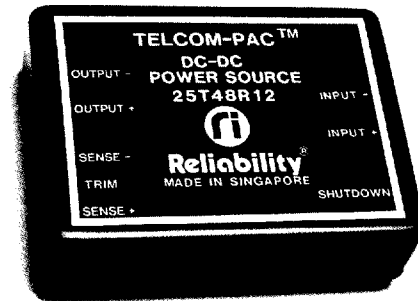 TELCOM-PAC™
DC-DC
POWER SOURCE
25T48R12
OUTPUT -
OUTPUT +
SENSE -
TRIM
SENSE +
ri
Reliability®
MADE IN SINGAPORE
INPUT -
INPUT +
SHUTDOWN